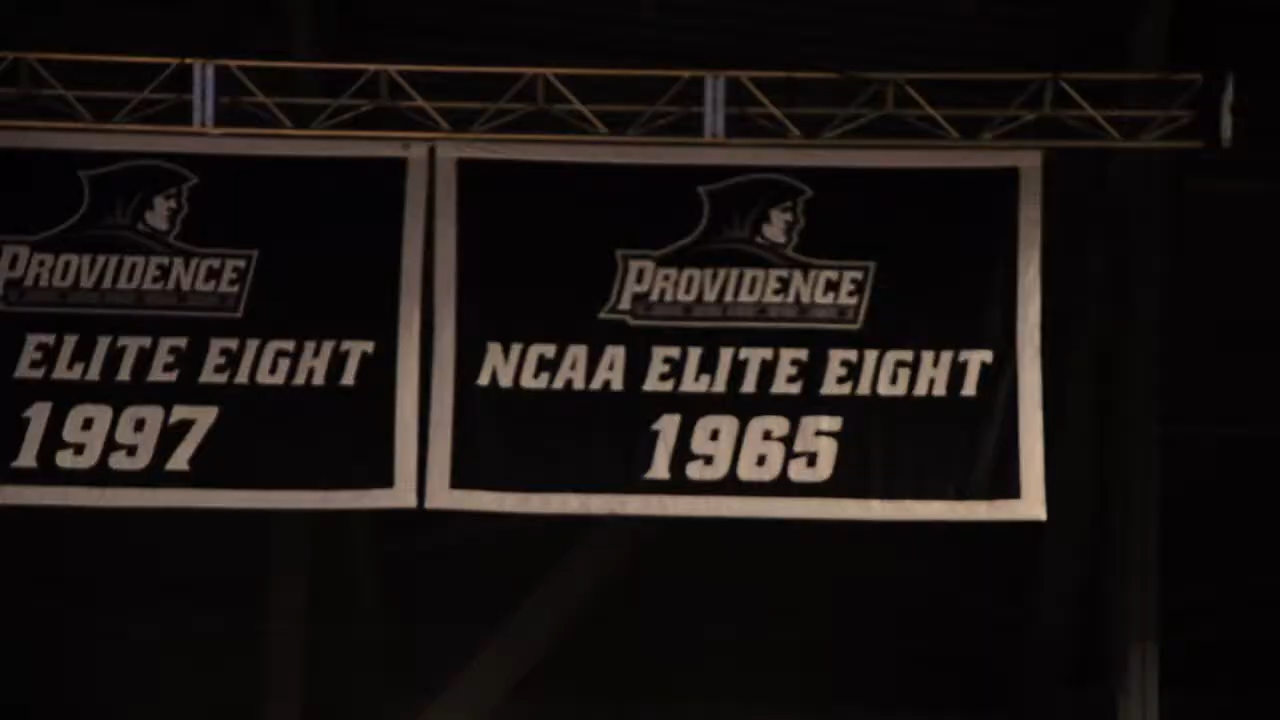 PROVIDENCE
ELITE EIGHT
1997
PROVIDENCE
NCAA ELITE EIGHT
1965